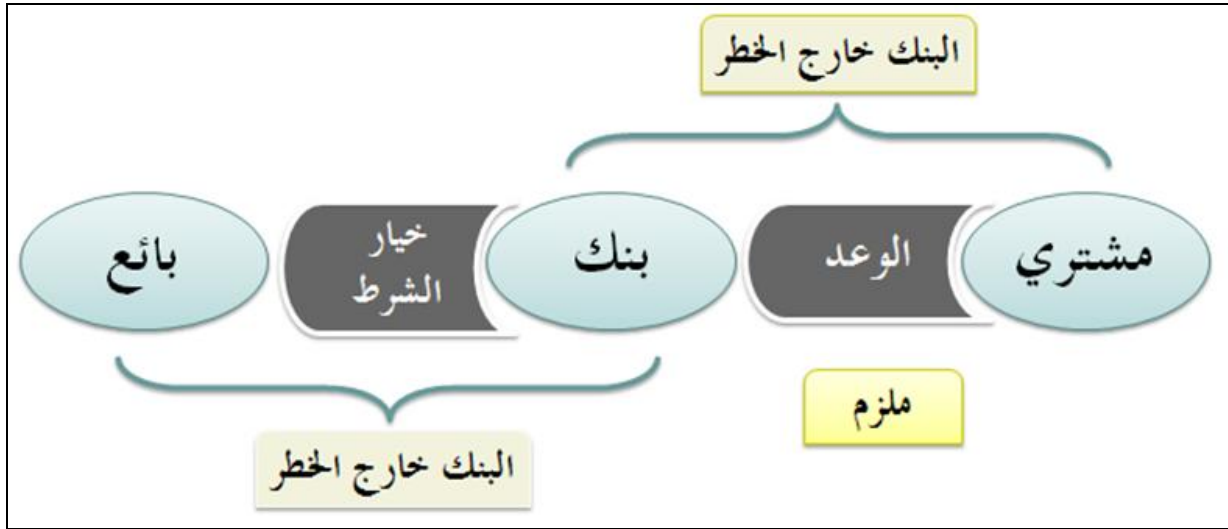 البنك خارج الخطر
مشتري
الوعد
بنك
خيار
الشرط
بائع
ملزم
البنك خارج الخطر